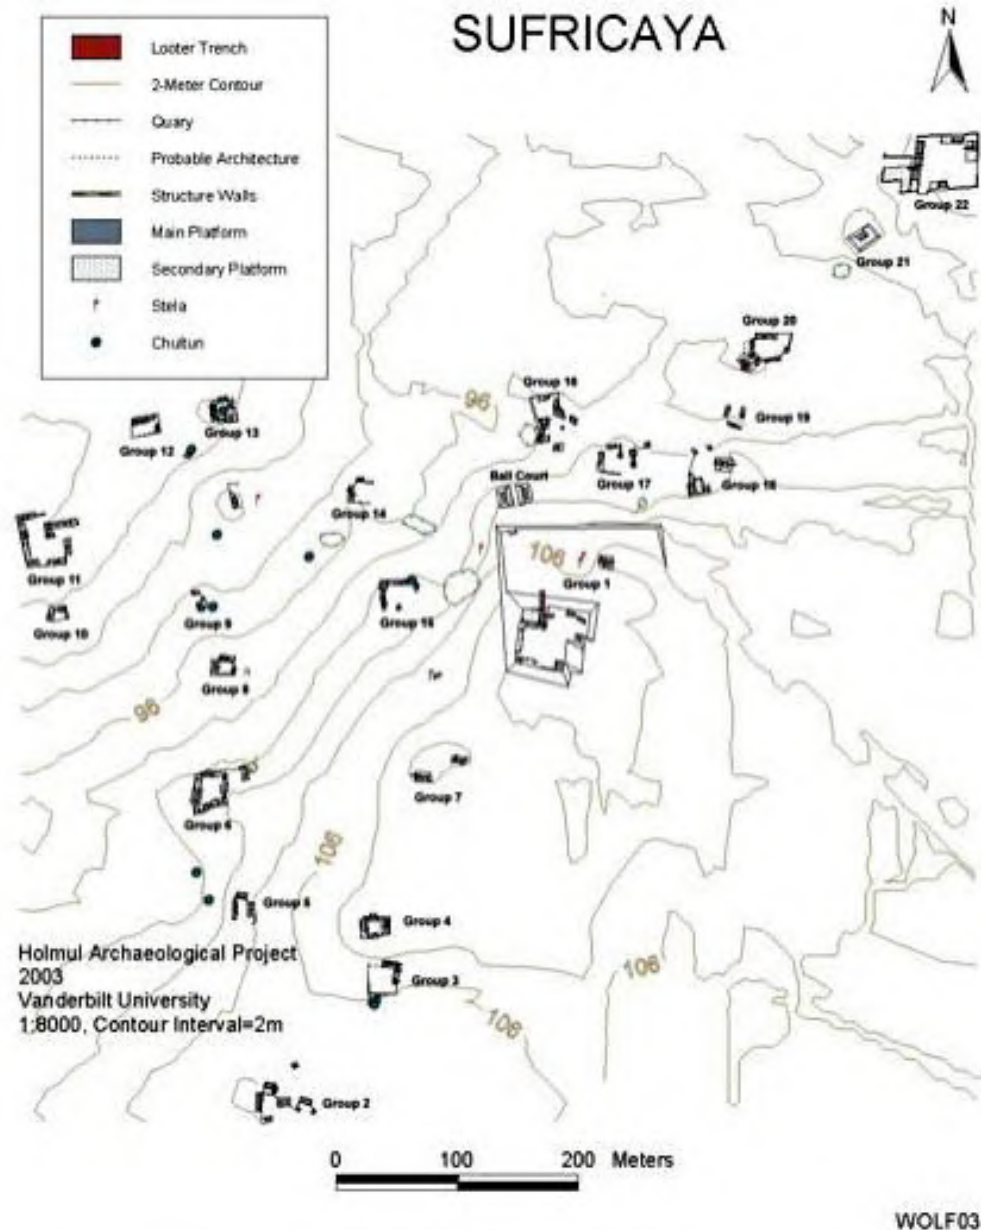 SUFRICAYA
N
Looter Trench
2-Meter Contour
Quary
Probable Architecture
Structure Walls
Main Platform
Secondary Platform
Stela
Chultun
Group 22
Group 21
Group 20
Group 18
96
Group 19
Group 12
Group 13
Ball Court
Group 17
Group 18
Group 14
Group 11
106
Group 1
Group 10
Group 9
Group 15
Group 8
96
Group 7
Group 6
106
Group 5
Group 4
Holmul Archaeological Project
2003
Vanderbilt University
1:8000, Contour Interval=2m
106
Group 3
106
Group 2
0 100 200 Meters
WOLF03